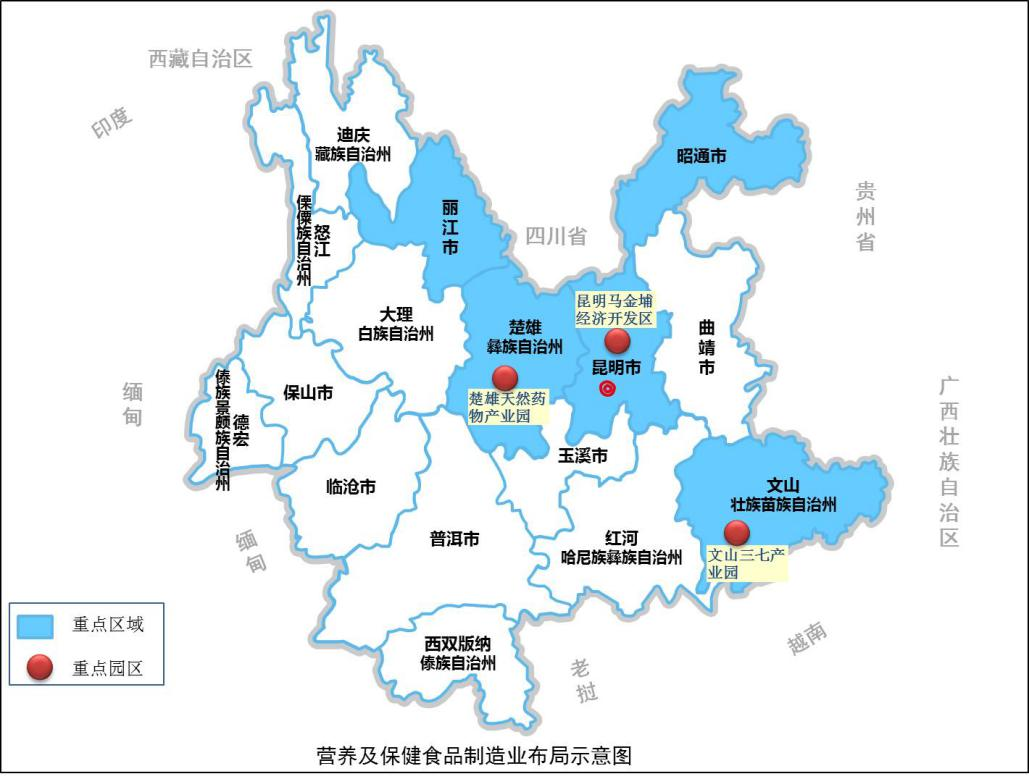 西藏自治区
印度
迪庆
藏族自治州
昭通市
贵州省
丽江市
四川省
怒江
傈僳族自治州
昆明马金埔
经济开发区
大理
白族自治州
楚雄
彝族自治州
曲靖市
昆明市
缅甸
德宏
傣族景颇族自治州
保山市
楚雄天然药
物产业园
广西壮族自治区
玉溪市
临沧市
文山
壮族苗族自治州
缅甸
普洱市
红河
哈尼族彝族自治州
文山三七产
业园
重点区域
重点园区
西双版纳
傣族自治州
老挝
越南
营养及保健食品制造业布局示意图